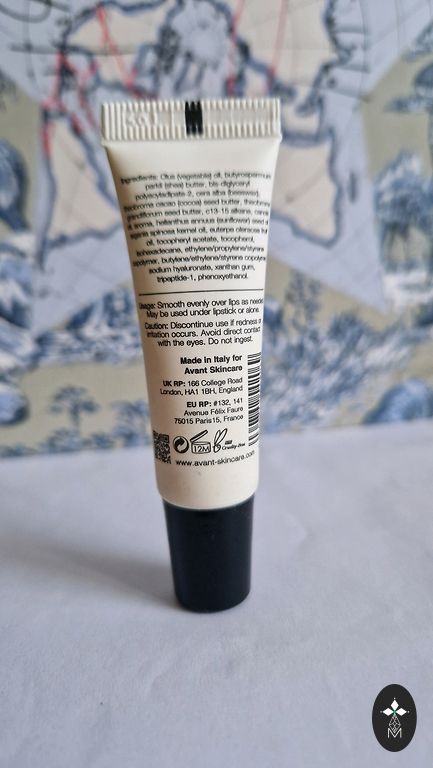 Ingredients: Olus (vegetable) oil, butyrospermum
parkii (shea) butter, bis-diglyceryl
polyacyladipate-2, cera alba (beeswax),
theobroma cacao (cocoa) seed butter, theobroma
grandiflorum seed butter, c13-15 alkane,
aroma, helianthus annuus (sunflower) seed
argania spinosa kernel oil, euterpe oleracea fruit
oil, tocopheryl acetate, tocopherol,
isohexadecane, ethylene/propylene/styrene
copolymer, butylene/ethylene/styrene copolymer,
sodium hyaluronate, xantham gum,
tripeptide-1, phenoxyethanol.
Usage: Smooth evenly over lips as needed.
May be used under lipstick or alone.
Caution: Discontinue use if redness or
irritation occurs. Avoid direct contact
with the eyes. Do not ingest.
Made in Italy for
Avant Skincare
UK RP: 166 College Road
London, HA1 1BH, England
EU RP: #132, 141
Avenue Félix Faure
75015 Paris15, France
12M
Cruelty-free
www.avant-skincare.com
M